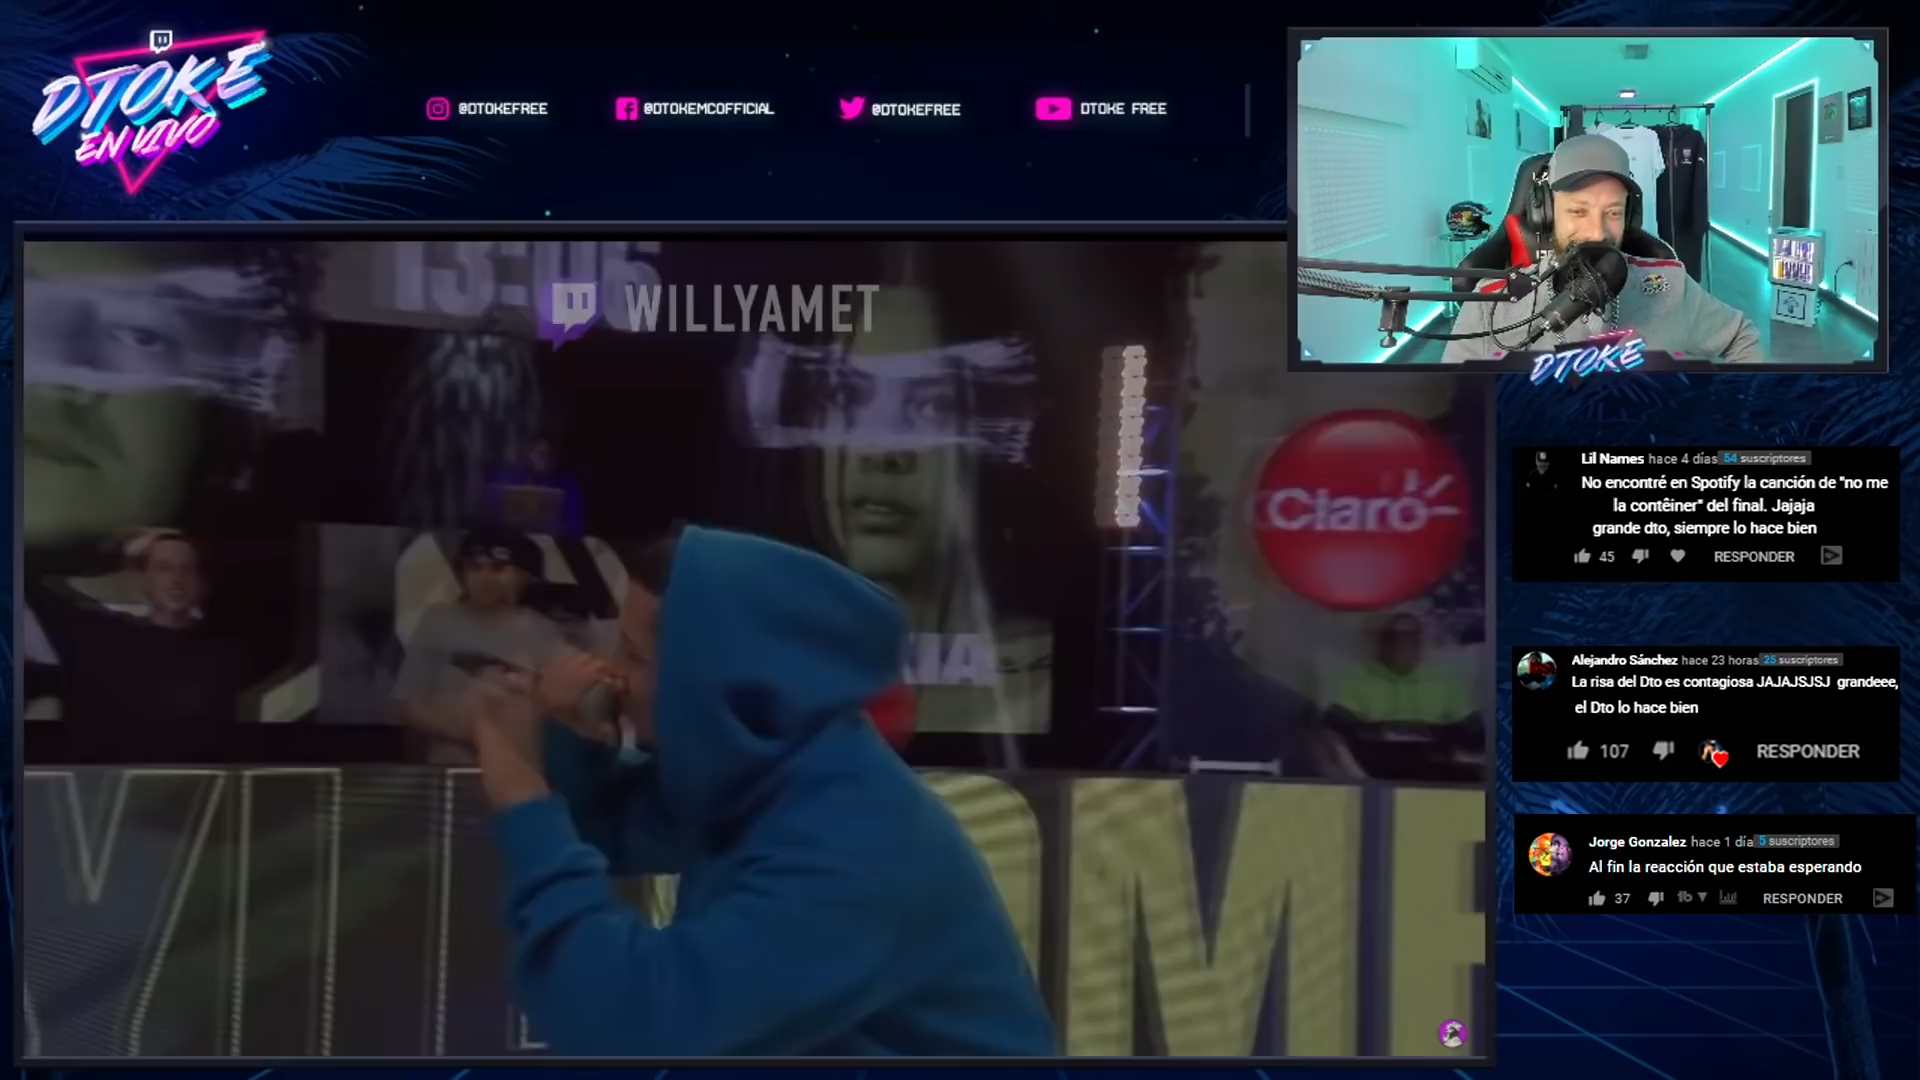 DTOKE
EN VIVO
@DTOKEFREE
@DTOKEMCOFFICIAL
@DTOKEFREE
DTOKE FREE
13:06
WILLYAMET
Claro
DTOKE
Lil Names hace 4 días 54 suscriptores
No encontré en Spotify la canción de "no me
la contêiner" del final. Jajaja
grande dto, siempre lo hace bien
45 RESPONDER
Alejandro Sánchez hace 23 horas 25 suscriptores
La risa del Dto es contagiosa JAJAJSJSJ grandeee,
el Dto lo hace bien
107 RESPONDER
Jorge Gonzalez hace 1 día 5 suscriptores
Al fin la reacción que estaba esperando
37 RESPONDER